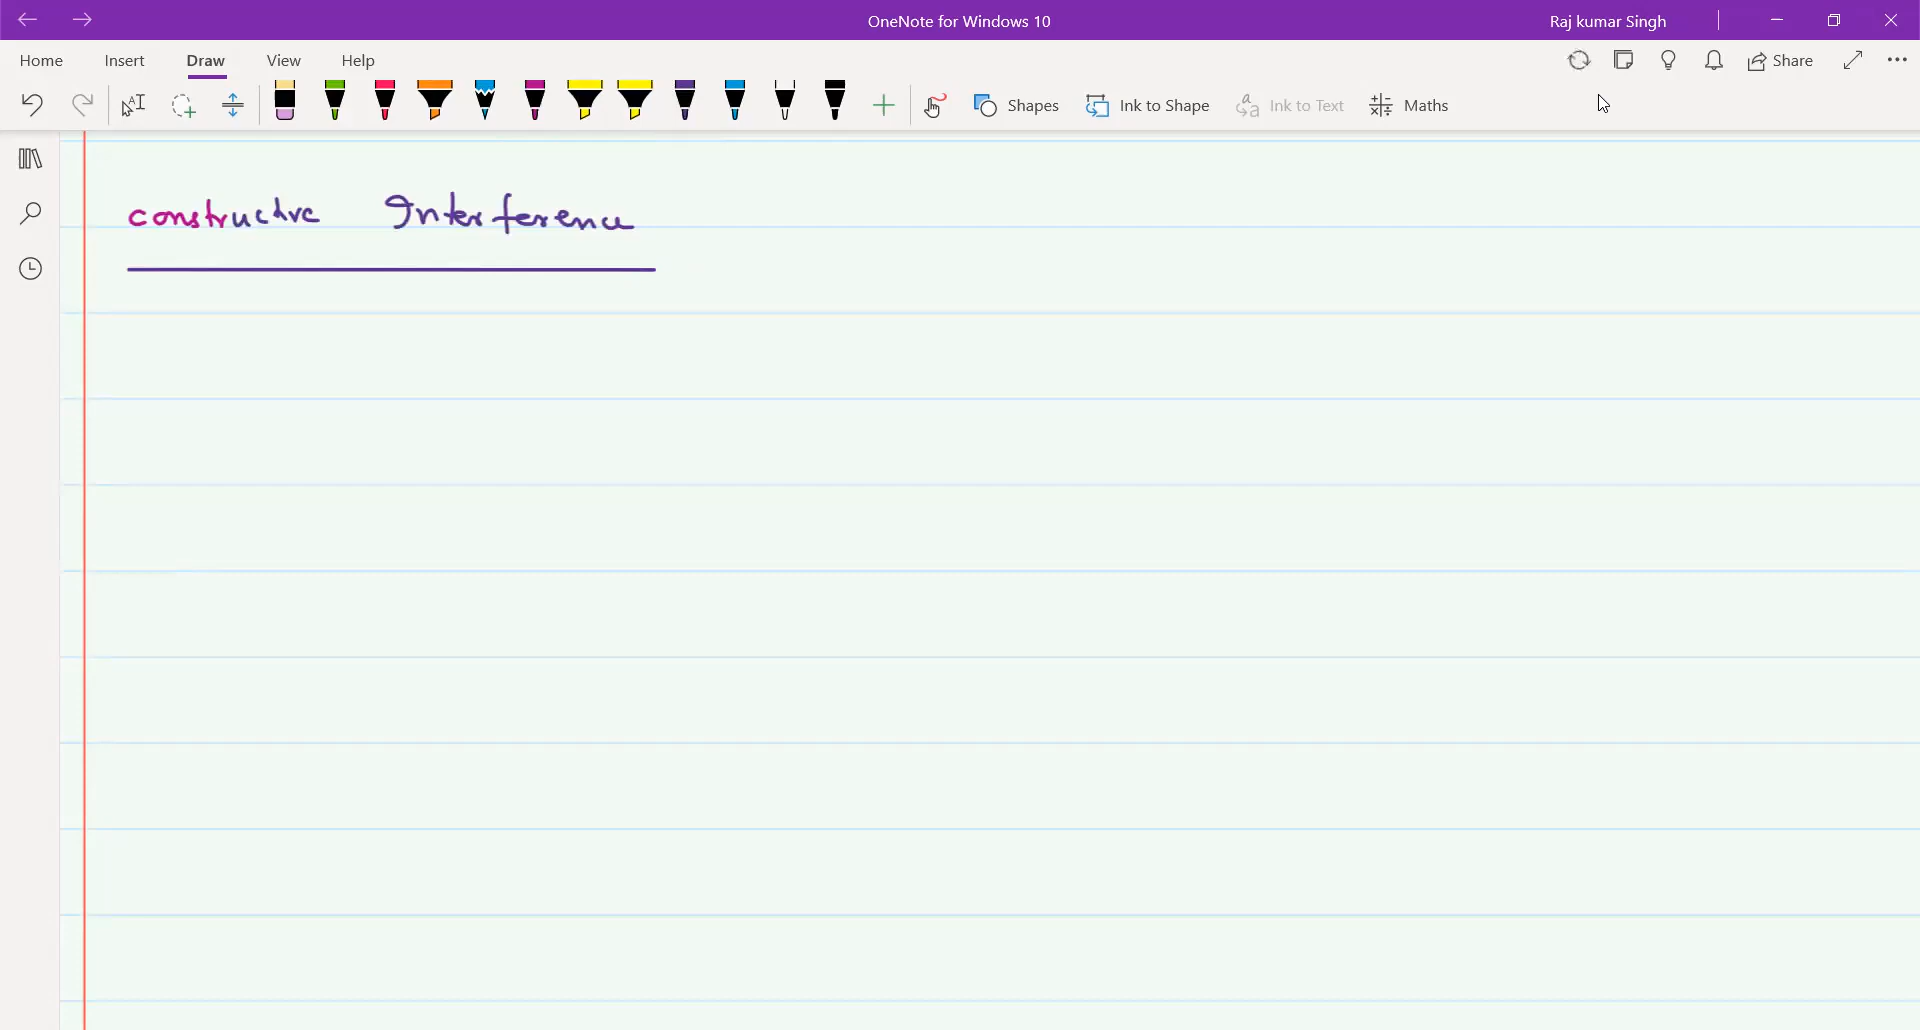 OneNote for Windows 10 Raj kumar Singh
Home Insert Draw View Help Share
Shapes Ink to Shape Ink to Text Maths
constructive Interference